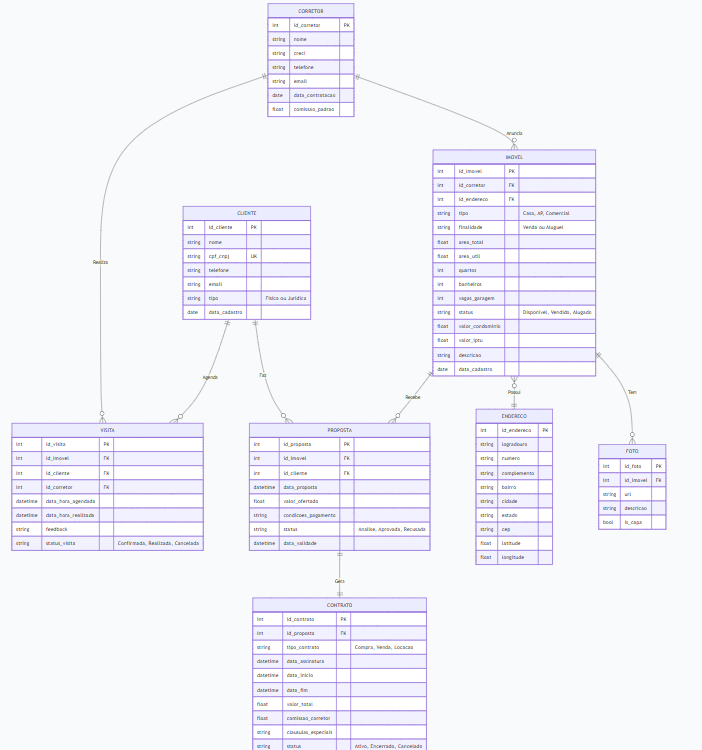 CORRETOR
int id_corretor PK
string nome
string creci
string telefone
string email
date data_contratacao
float comissao_padrao
Anuncia
IMOVEL
int id_imovel PK
int id_corretor FK
int id_endereco FK
string tipo Casa, AP, Comercial
string finalidade Venda ou Aluguel
float area_total
float area_util
int quartos
int banheiros
int vagas_garagem
string status Disponivel, Vendido, Alugado
float valor_condominio
float valor_iptu
string descricao
date data_cadastro
CLIENTE
int id_cliente PK
string nome
string cpf_cnpj UK
string telefone
string email
string tipo Fisica ou Juridica
date data_cadastro
Realiza
Agenda
Faz
Recebe
Possui
Tem
VISITA
int id_visita PK
int id_imovel FK
int id_cliente FK
int id_corretor FK
datetime data_hora_agendada
datetime data_hora_realizada
string feedback
string status_visita Confirmada, Realizada, Cancelada
PROPOSTA
int id_proposta PK
int id_imovel FK
int id_cliente FK
datetime data_proposta
float valor_ofertado
string condicoes_pagamento
string status Analise, Aprovada, Recusada
datetime data_validade
ENDERECO
int id_endereco PK
string logradouro
string numero
string complemento
string bairro
string cidade
string estado
string cep
float latitude
float longitude
FOTO
int id_foto PK
int id_imovel FK
string url
string descricao
bool is_capa
Gera
CONTRATO
int id_contrato PK
int id_proposta FK
string tipo_contrato Compra, Venda, Locacao
datetime data_assinatura
datetime data_inicio
datetime data_fim
float valor_total
float comissao_corretor
string clausulas_especiais
string status Ativo, Encerrado, Cancelado